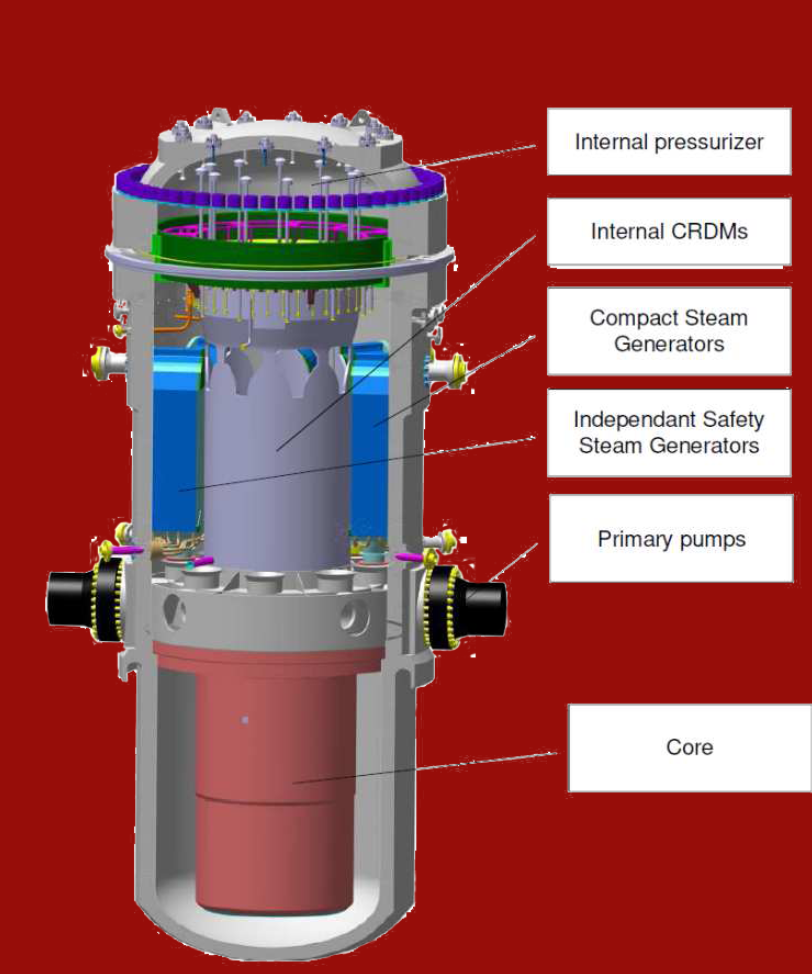 Internal pressurizer
Internal CRDMs
Compact Steam
Generators
Independant Safety
Steam Generators
Primary pumps
Core